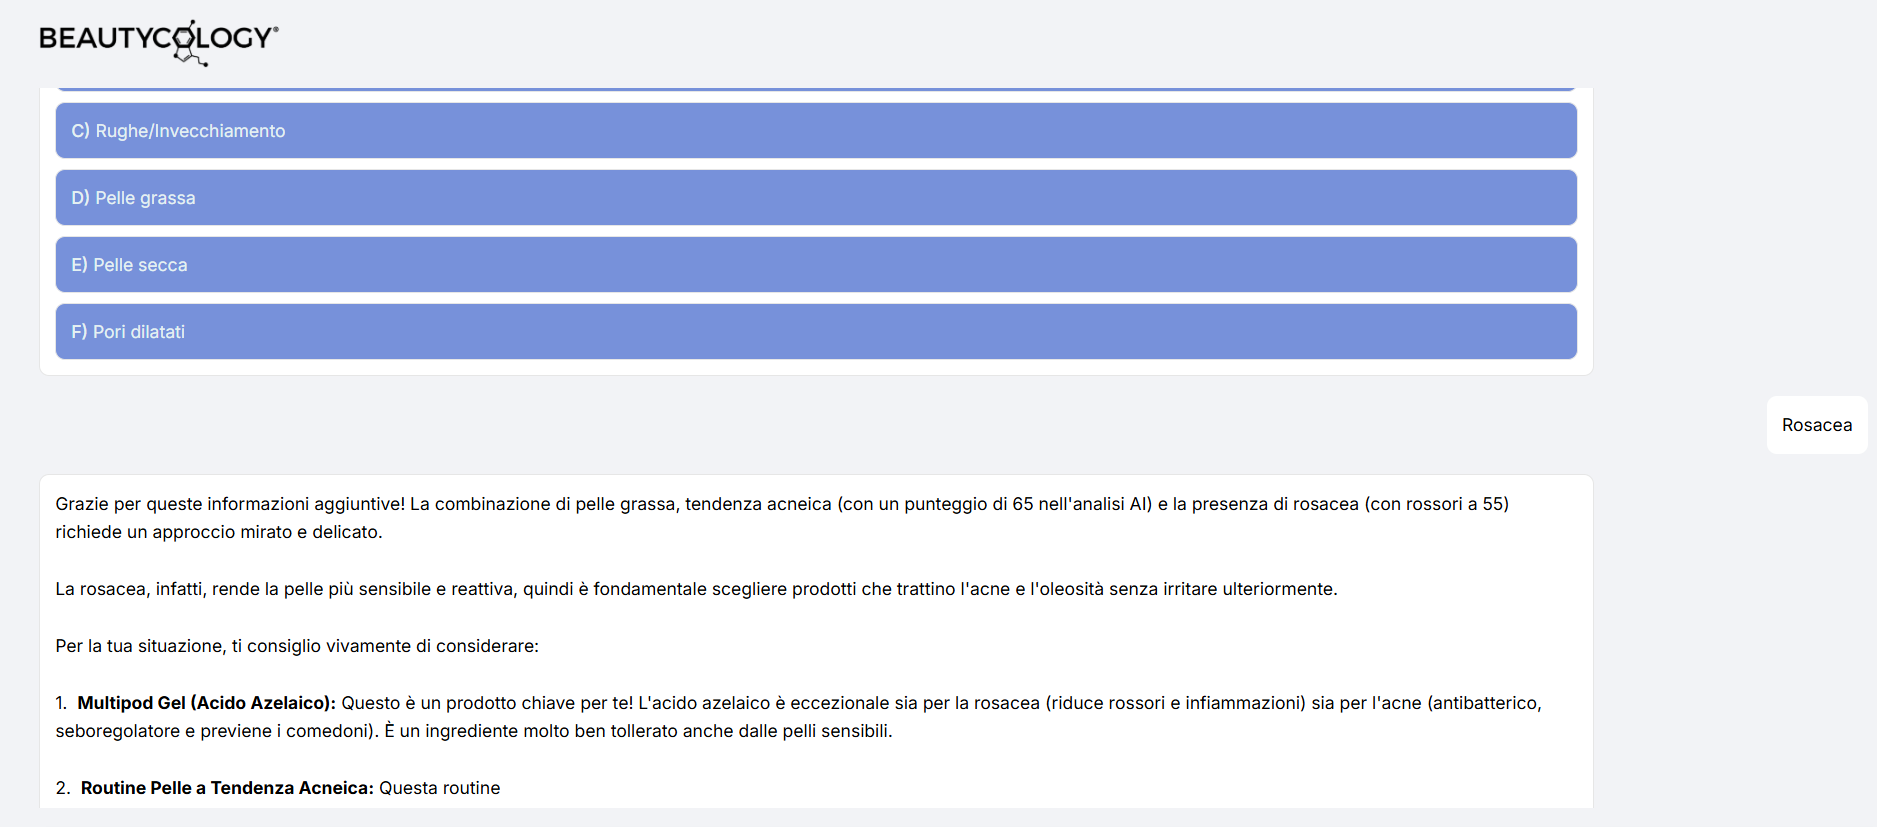 BEAUTYCOLOGY®
C) Rughe/Invecchiamento
D) Pelle grassa
E) Pelle secca
F) Pori dilatati
Rosacea
Grazie per queste informazioni aggiuntive! La combinazione di pelle grassa, tendenza acneica (con un punteggio di 65 nell'analisi AI) e la presenza di rosacea (con rossori a 55)
richiede un approccio mirato e delicato.
La rosacea, infatti, rende la pelle più sensibile e reattiva, quindi è fondamentale scegliere prodotti che trattino l'acne e l'oleosità senza irritare ulteriormente.
Per la tua situazione, ti consiglio vivamente di considerare:
1. Multipod Gel (Acido Azelaico): Questo è un prodotto chiave per te! L'acido azelaico è eccezionale sia per la rosacea (riduce rossori e infiammazioni) sia per l'acne (antibatterico,
seboregolatore e previene i comedoni). È un ingrediente molto ben tollerato anche dalle pelli sensibili.
2. Routine Pelle a Tendenza Acneica: Questa routine